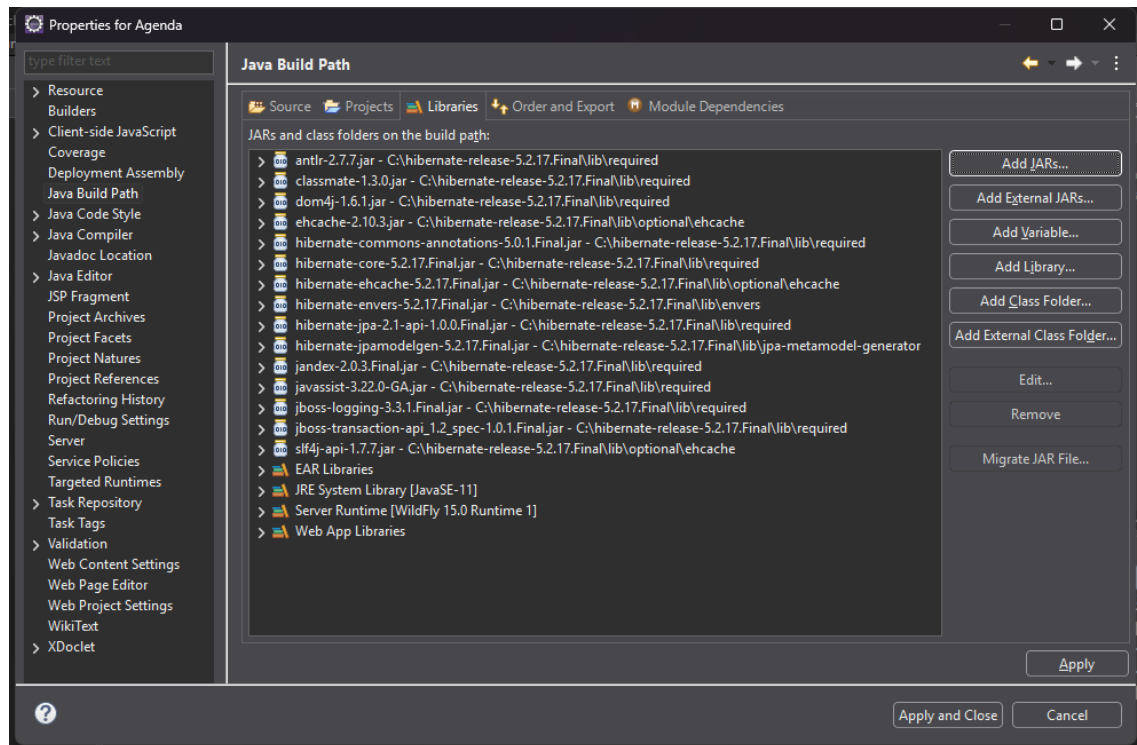 Properties for Agenda
type filter text
Resource
Builders
Client-side JavaScript
Coverage
Deployment Assembly
Java Build Path
Java Code Style
Java Compiler
Javadoc Location
Java Editor
JSP Fragment
Project Archives
Project Facets
Project Natures
Project References
Refactoring History
Run/Debug Settings
Server
Service Policies
Targeted Runtimes
Task Repository
Task Tags
Validation
Web Content Settings
Web Page Editor
Web Project Settings
WikiText
XDoclet
Java Build Path
Source Projects Libraries Order and Export Module Dependencies
JARs and class folders on the build path:
antlr-2.7.7.jar - C:\hibernate-release-5.2.17.Final\lib\required
classmate-1.3.0.jar - C:\hibernate-release-5.2.17.Final\lib\required
dom4j-1.6.1.jar - C:\hibernate-release-5.2.17.Final\lib\required
ehcache-2.10.3.jar - C:\hibernate-release-5.2.17.Final\lib\optional\ehcache
hibernate-commons-annotations-5.0.1.Final.jar - C:\hibernate-release-5.2.17.Final\lib\required
hibernate-core-5.2.17.Final.jar - C:\hibernate-release-5.2.17.Final\lib\required
hibernate-ehcache-5.2.17.Final.jar - C:\hibernate-release-5.2.17.Final\lib\optional\ehcache
hibernate-envers-5.2.17.Final.jar - C:\hibernate-release-5.2.17.Final\lib\envers
hibernate-jpa-2.1-api-1.0.0.Final.jar - C:\hibernate-release-5.2.17.Final\lib\required
hibernate-jpamodelgen-5.2.17.Final.jar - C:\hibernate-release-5.2.17.Final\lib\jpa-metamodel-generator
jandex-2.0.3.Final.jar - C:\hibernate-release-5.2.17.Final\lib\required
javassist-3.22.0-GA.jar - C:\hibernate-release-5.2.17.Final\lib\required
jboss-logging-3.3.1.Final.jar - C:\hibernate-release-5.2.17.Final\lib\required
jboss-transaction-api_1.2_spec-1.0.1.Final.jar - C:\hibernate-release-5.2.17.Final\lib\required
slf4j-api-1.7.7.jar - C:\hibernate-release-5.2.17.Final\lib\optional\ehcache
EAR Libraries
JRE System Library [JavaSE-11]
Server Runtime [WildFly 15.0 Runtime 1]
Web App Libraries
Add JARs...
Add External JARs...
Add Variable...
Add Library...
Add Class Folder...
Add External Class Folder...
Edit...
Remove
Migrate JAR File...
Apply
Apply and Close
Cancel